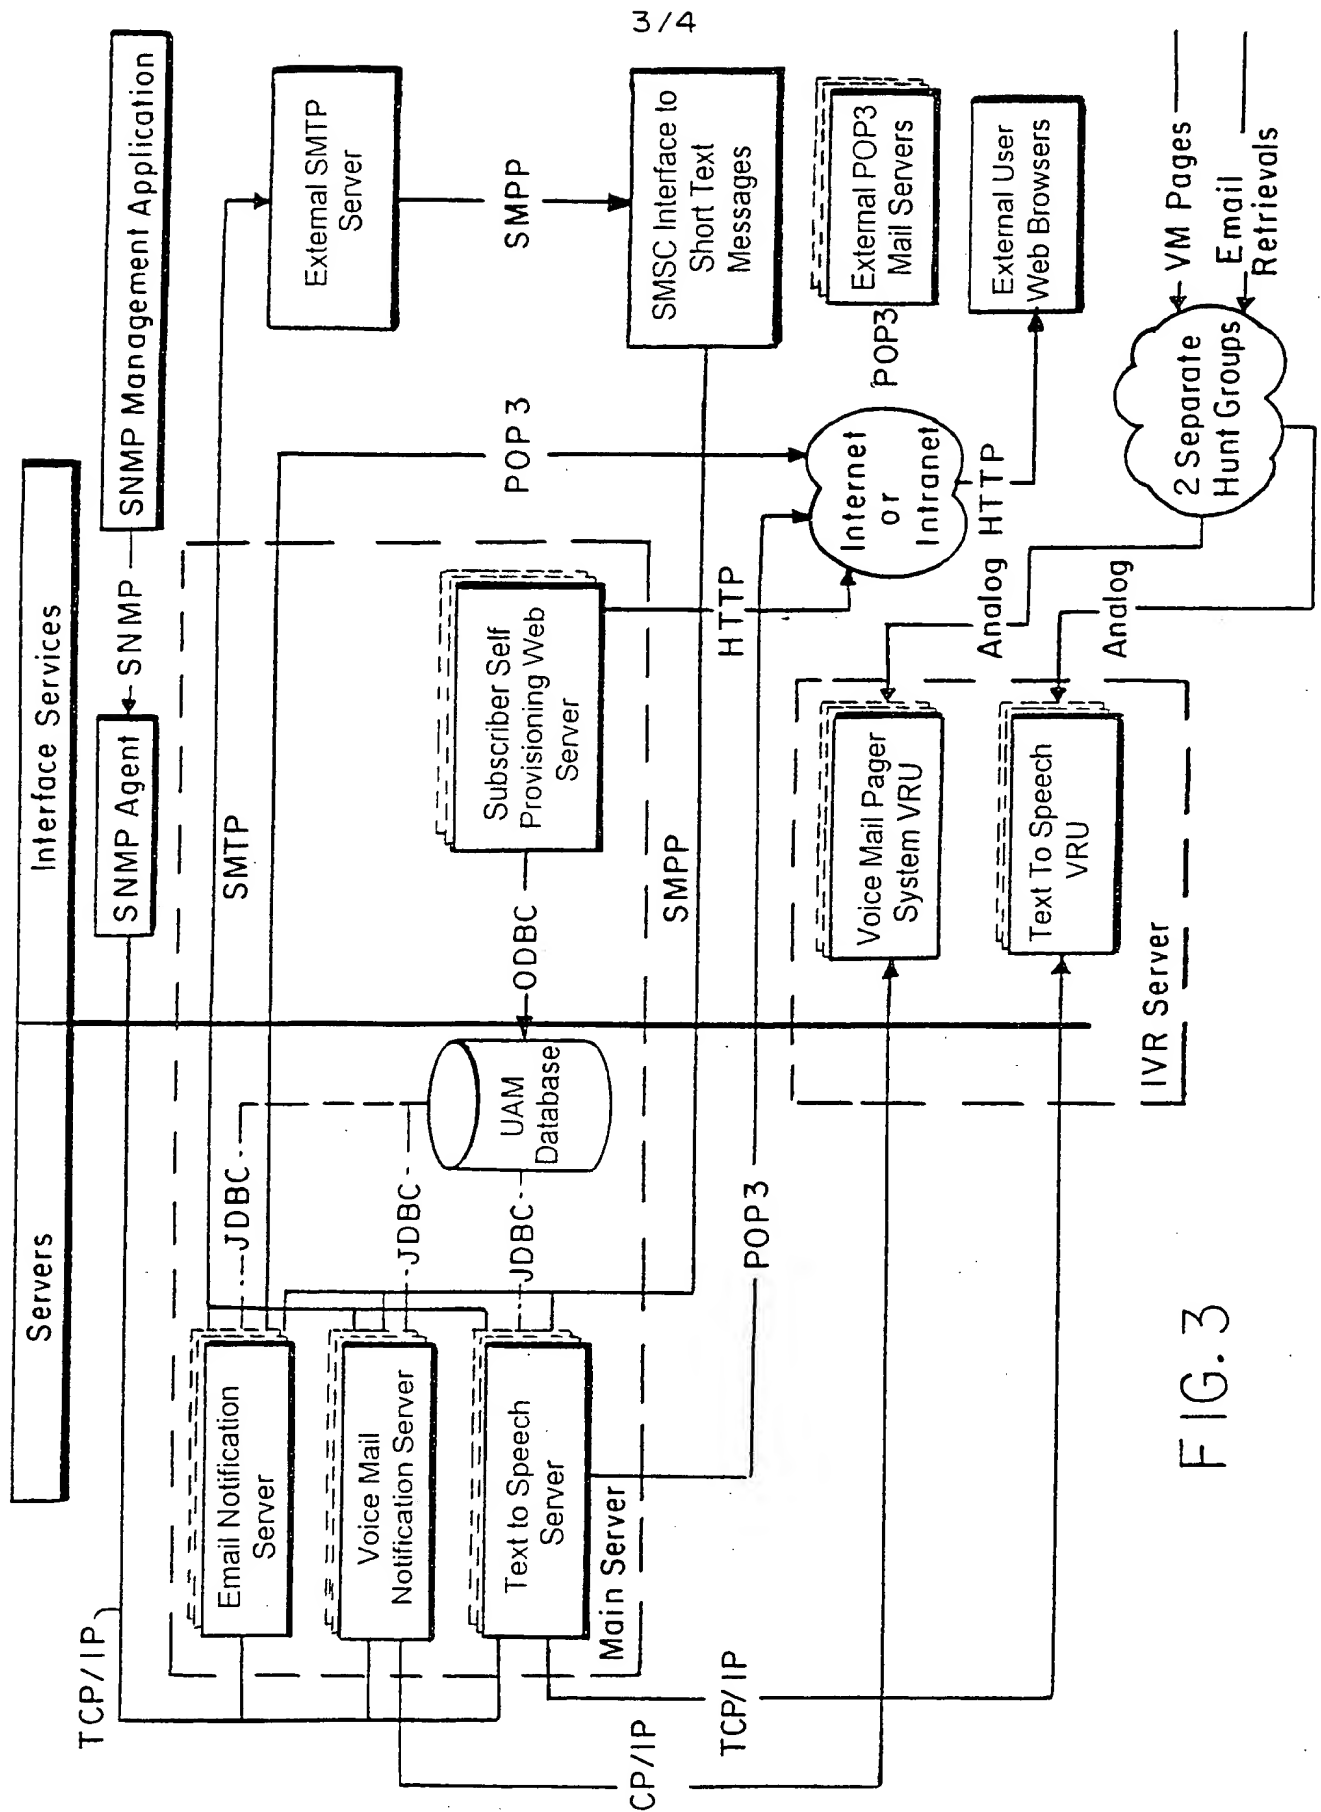 3/4
Servers
Interface Services
TCP/IP
SNMP Agent
SNMP
SNMP Management Application
SMTP
External SMTP
Server
Email Notification
Server
JDBC
POP3
SMPP
Voice Mail
Notification Server
JDBC
UAM
Database
ODBC
Subscriber Self
Provisioning Web
Server
Text to Speech
Server
JDBC
Main Server
SMPP
SMSC Interface to
Short Text
Messages
HTTP
CP/IP
TCP/IP
POP3
Internet
or
Intranet
POP3
External POP3
Mail Servers
HTTP
External User
Web Browsers
Voice Mail Pager
System VRU
Analog
Text To Speech
VRU
Analog
IVR Server
2 Separate
Hunt Groups
VM Pages
Email
Retrievals
FIG. 3